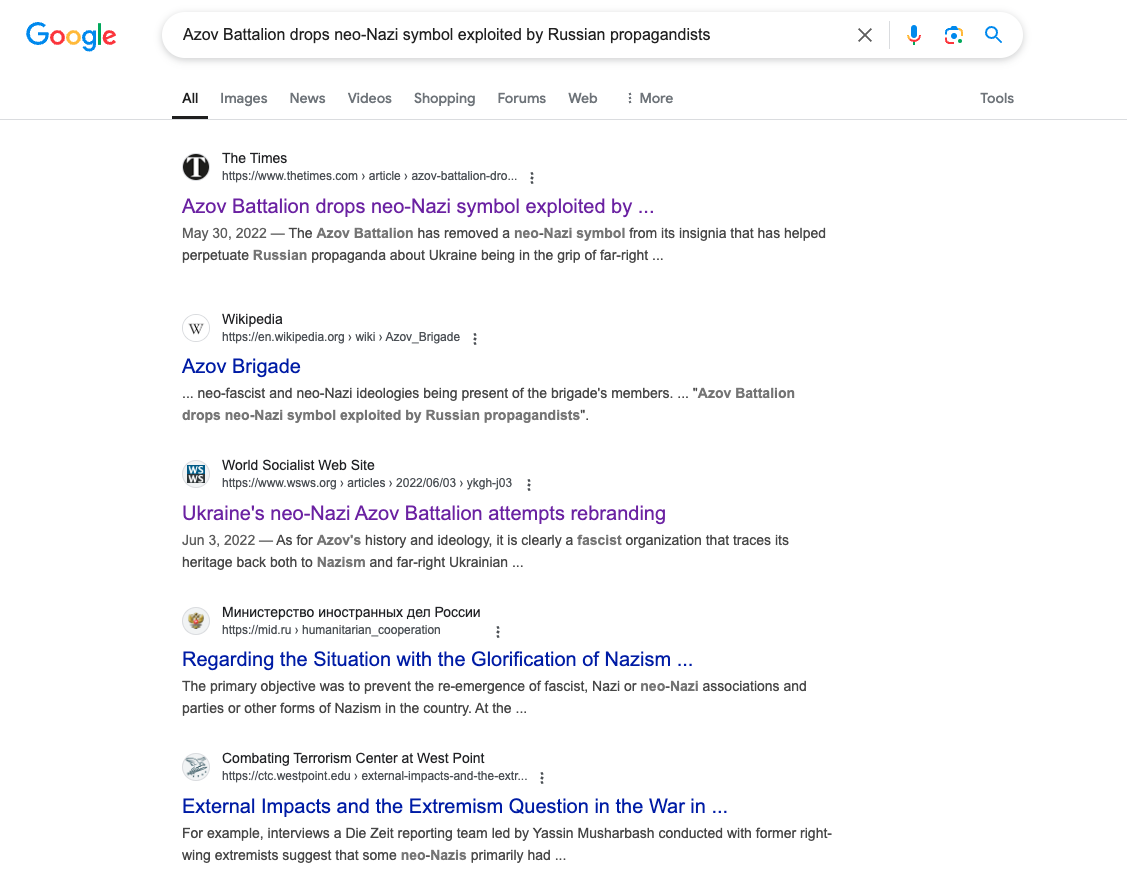 Google
Azov Battalion drops neo-Nazi symbol exploited by Russian propagandists
All Images News Videos Shopping Forums Web More Tools
T
The Times
https://www.thetimes.com › article › azov-battalion-dro...
Azov Battalion drops neo-Nazi symbol exploited by ...
May 30, 2022 — The Azov Battalion has removed a neo-Nazi symbol from its insignia that has helped
perpetuate Russian propaganda about Ukraine being in the grip of far-right ...
W
Wikipedia
https://en.wikipedia.org › wiki › Azov_Brigade
Azov Brigade
... neo-fascist and neo-Nazi ideologies being present of the brigade's members. ... "Azov Battalion
drops neo-Nazi symbol exploited by Russian propagandists".
WS
WS
World Socialist Web Site
https://www.wsws.org › articles › 2022/06/03 › ykgh-j03
Ukraine's neo-Nazi Azov Battalion attempts rebranding
Jun 3, 2022 — As for Azov's history and ideology, it is clearly a fascist organization that traces its
heritage back both to Nazism and far-right Ukrainian ...
Министерство иностранных дел России
https://mid.ru › humanitarian_cooperation
Regarding the Situation with the Glorification of Nazism ...
The primary objective was to prevent the re-emergence of fascist, Nazi or neo-Nazi associations and
parties or other forms of Nazism in the country. At the ...
Combating Terrorism Center at West Point
https://ctc.westpoint.edu › external-impacts-and-the-extr...
External Impacts and the Extremism Question in the War in ...
For example, interviews a Die Zeit reporting team led by Yassin Musharbash conducted with former right-
wing extremists suggest that some neo-Nazis primarily had ...